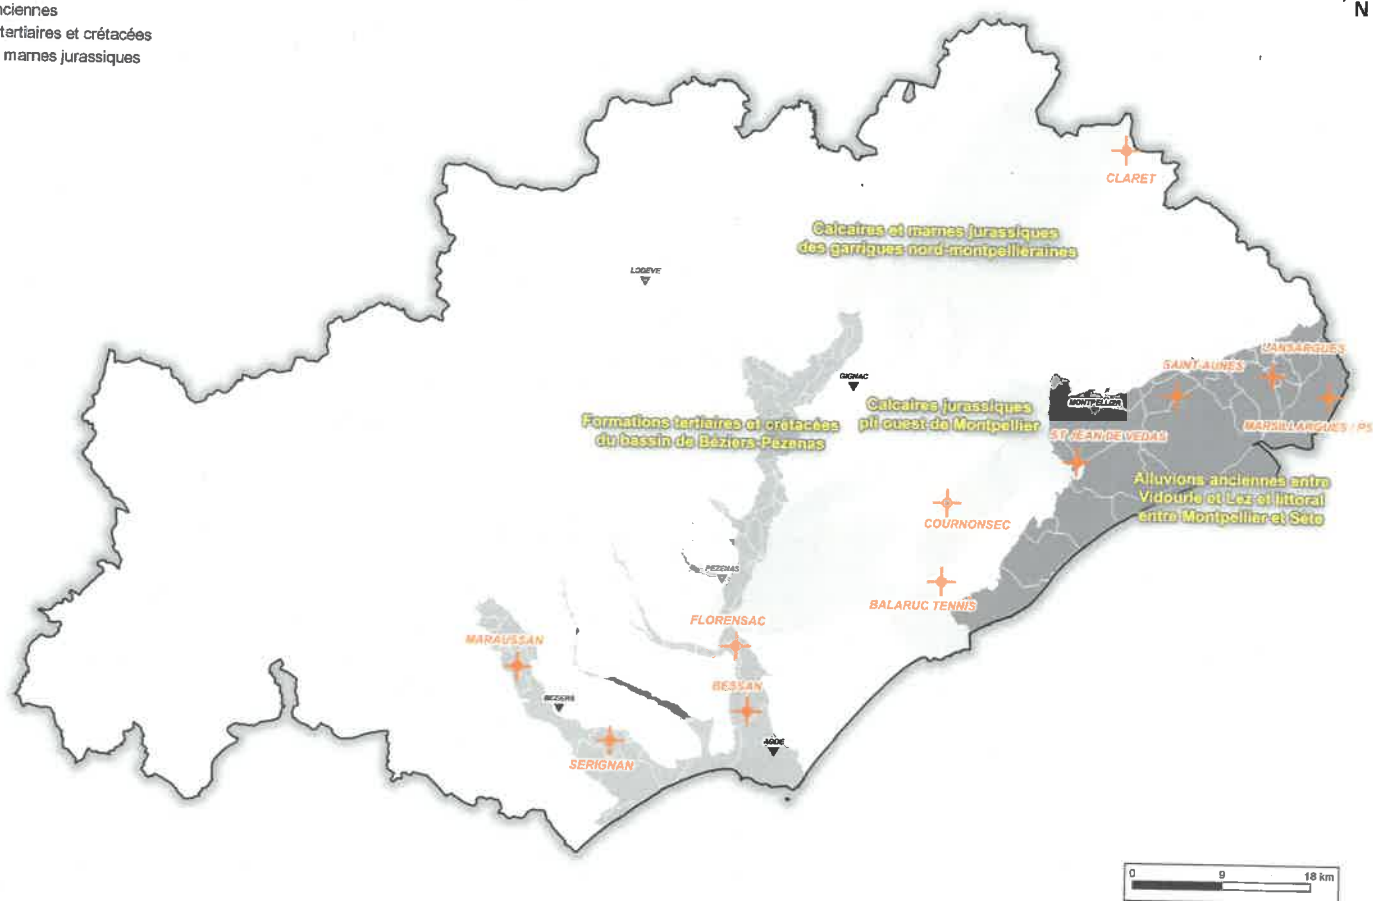 nciennes
tertiaires et crétacées
marnes jurassiques
N
CLARET
Calcaires et marnes jurassiques
des garrigues nord-montpelliéraines
LODEVE
LANSARGUES
SAINT-AUNES
GIGNAC
MONTPELLIER
Calcaires jurassiques
pli ouest de Montpellier
MARSILLARGUES / P5
Formations tertiaires et crétacées
du bassin de Béziers-Pézenas
ST JEAN DE VEDAS
Alluvions anciennes entre
Vidourle et Lez et littoral
entre Montpellier et Sète
COURNONSEC
PEZENAS
BALARUC TENNIS
FLORENSAC
MARAUSSAN
BESSAN
BEZIERS
AGDE
SERIGNAN
0 9 18 km